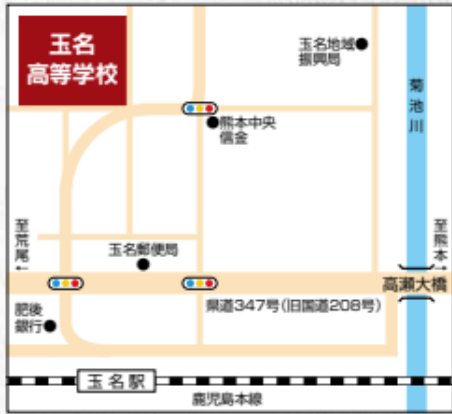 玉名
高等学校
玉名地域
振興局
菊池川
熊本中央
信金
至荒尾
←
至熊本
→
玉名郵便局
高瀬大橋
県道347号(旧国道208号)
肥後
銀行
玉名駅
鹿児島本線